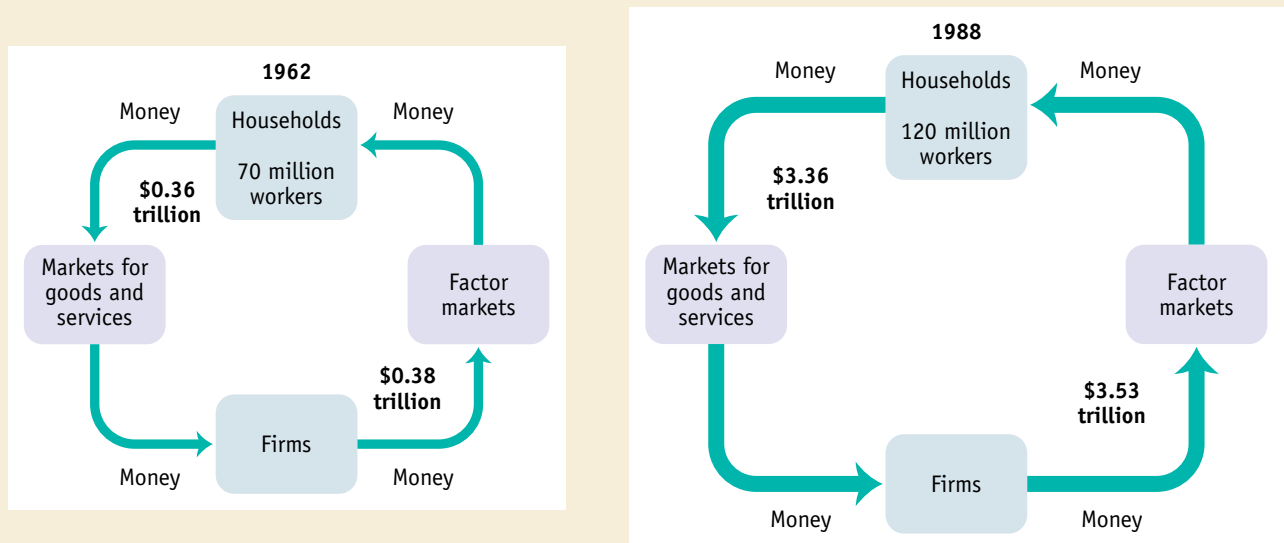 1962
Money
Households
Money
70 million
workers
$0.36
trillion
Markets for
goods and
services
Factor
markets
$0.38
trillion
Firms
Money
Money
1988
Money
Households
Money
120 million
workers
$3.36
trillion
Markets for
goods and
services
Factor
markets
$3.53
trillion
Firms
Money
Money